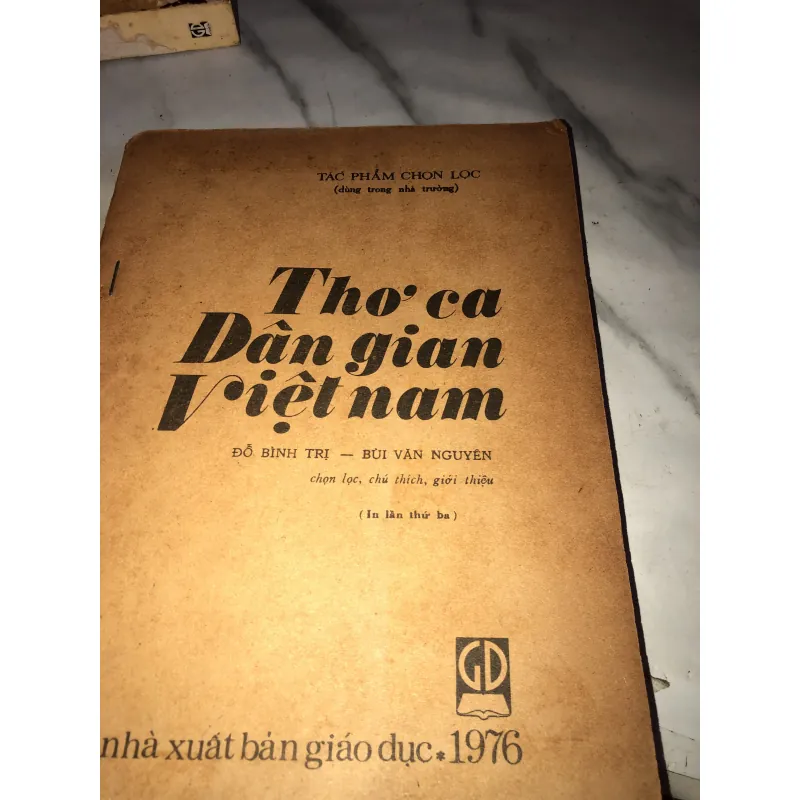 TÁC PHẨM CHỌN LỌC
(dùng trong nhà trường)
Thơ ca
Dân gian
Việt nam
ĐỖ BÌNH TRỊ — BÙI VĂN NGUYÊN
chọn lọc, chú thích, giới thiệu
(In lần thứ ba)
GD
nhà xuất bản giáo dục * 1976